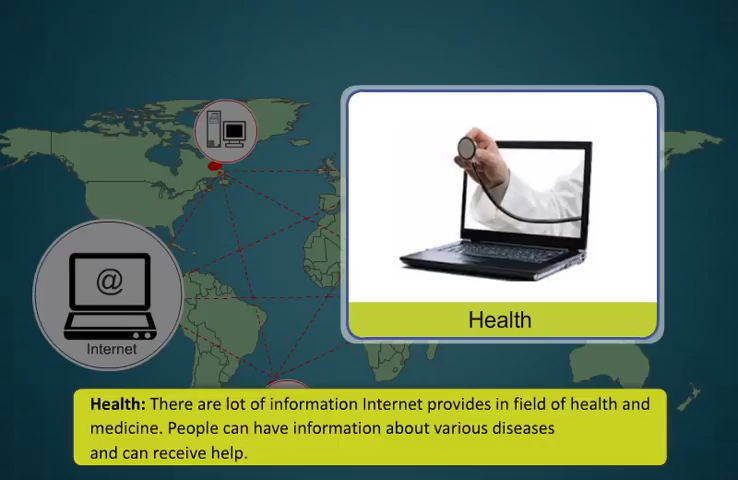 @
Internet
Health
Health: There are lot of information Internet provides in field of health and
medicine. People can have information about various diseases
and can receive help.